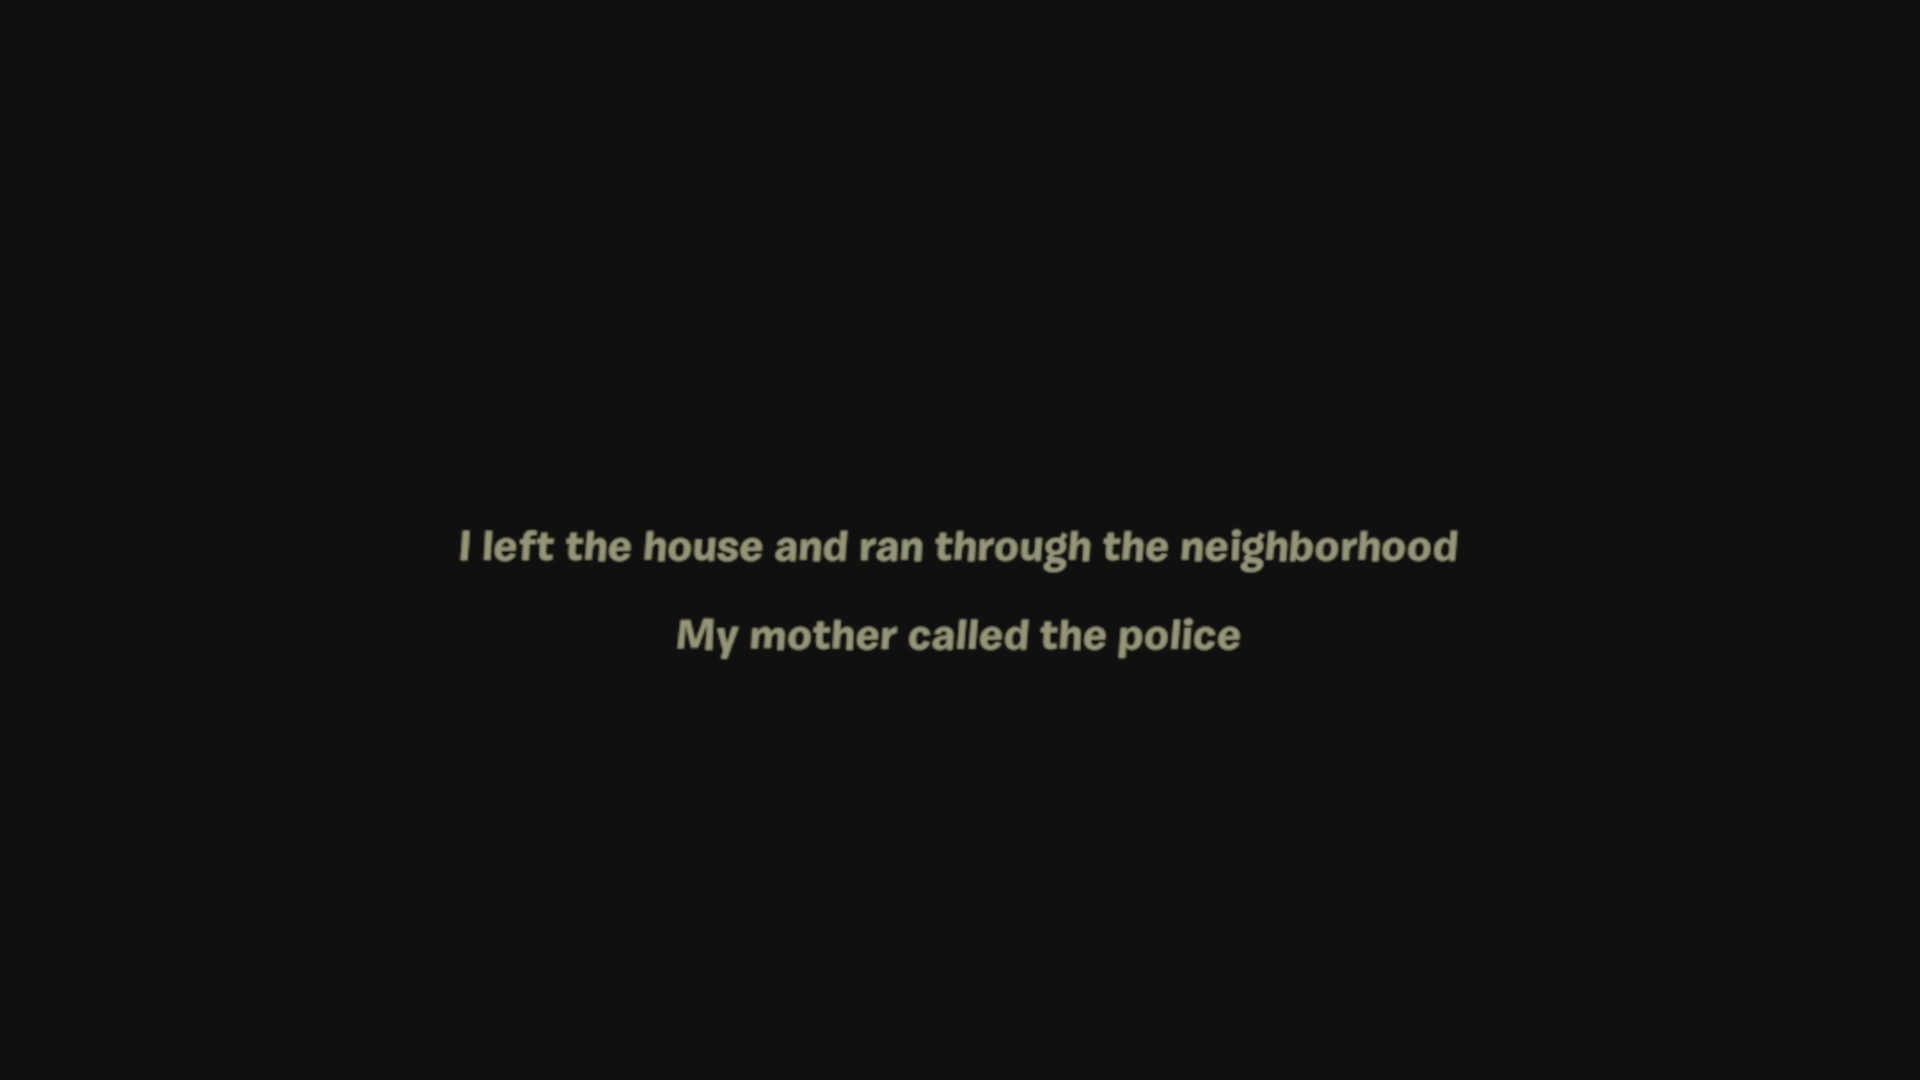 I left the house and ran through the neighborhood
My mother called the police